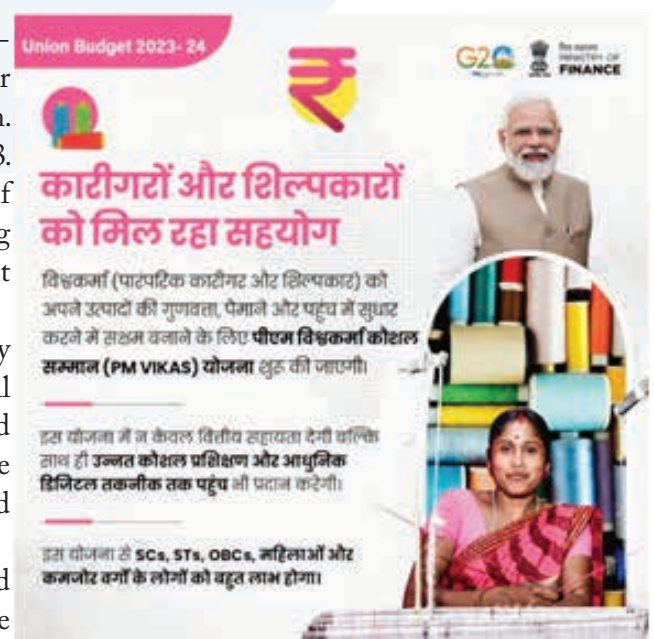 Union Budget 2023- 24
₹
G20
वित्त मंत्रालय
MINISTRY OF
FINANCE
कारीगरों और शिल्पकारों
को मिल रहा सहयोग
विश्वकर्मा (पारंपरिक कारीगर और शिल्पकार) को
अपने उत्पादों की गुणवत्ता, पैमाने और पहुंच में सुधार
करने में सक्षम बनाने के लिए पीएम विश्वकर्मा कौशल
सम्मान (PM VIKAS) योजना शुरू की जाएगी।
इस योजना में न केवल वित्तीय सहायता देगी बल्कि
साथ ही उन्नत कौशल प्रशिक्षण और आधुनिक
डिजिटल तकनीक तक पहुंच भी प्रदान करेगी।
इस योजना से SCs, STs, OBCs, महिलाओं और
कमजोर वर्गों के लोगों को बहुत लाभ होगा।